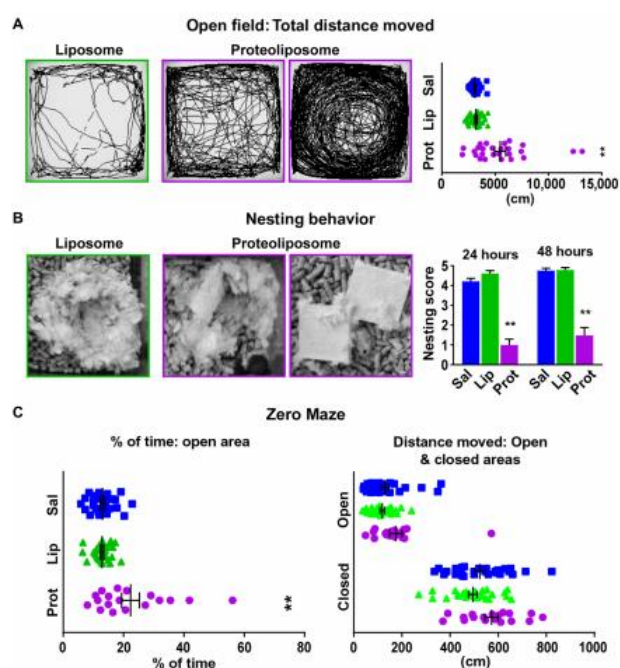 A Open field: Total distance moved
Liposome Proteoliposome
Sal
Lip
Prot
**
0 5000 10,000 15,000
(cm)
B Nesting behavior
Liposome Proteoliposome
24 hours 48 hours
Nesting score
5
4
3
2
1
0
** **
Sal Lip Prot Sal Lip Prot
C Zero Maze
% of time: open area
Sal
Lip
Prot
**
0 20 40 60 80
% of time
Distance moved: Open
& closed areas
Open
Closed
0 200 400 600 800 1000
(cm)